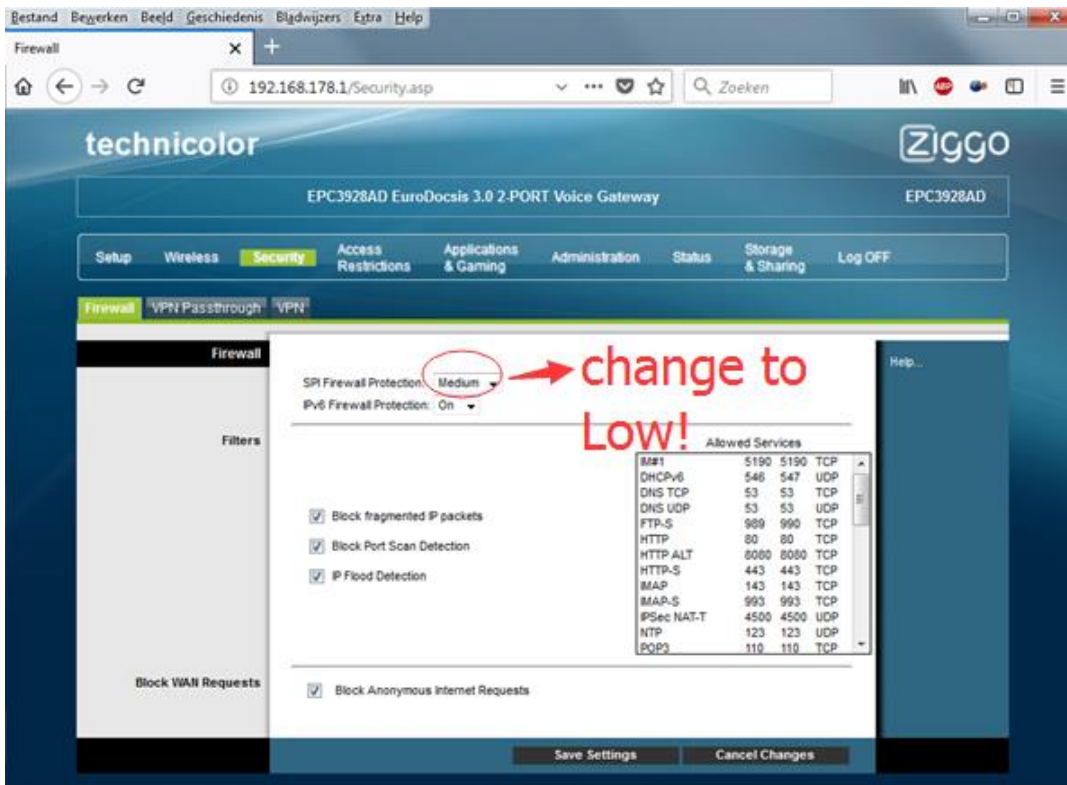 Bestand Bewerken Beeld Geschiedenis Bladwijzers Extra Help
Firewall
192.168.178.1/Security.asp
Zoeken
ABP
technicolor
ziggo
EPC3928AD EuroDocsis 3.0 2-PORT Voice Gateway
EPC3928AD
Setup Wireless Security Access Restrictions Applications & Gaming Administration Status Storage & Sharing Log OFF
Firewall VPN Passthrough VPN
Firewall
Help...
SPI Firewall Protection: Medium
change to Low!
IPv6 Firewall Protection: On
Filters
Allowed Services
IM#1 5190 5190 TCP
DHCPv6 546 547 UDP
DNS TCP 53 53 TCP
DNS UDP 53 53 UDP
FTP-S 989 990 TCP
HTTP 80 80 TCP
HTTP ALT 8080 8080 TCP
HTTP-S 443 443 TCP
IMAP 143 143 TCP
IMAP-S 993 993 TCP
IPSec NAT-T 4500 4500 UDP
NTP 123 123 UDP
POP3 110 110 TCP
Block fragmented IP packets
Block Port Scan Detection
IP Flood Detection
Block WAN Requests
Block Anonymous Internet Requests
Save Settings Cancel Changes